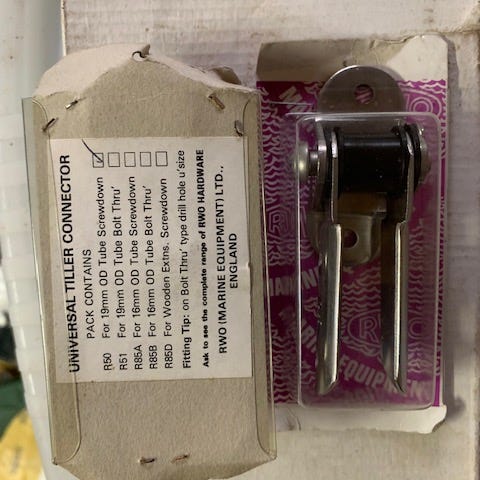 UNIVERSAL TILLER CONNECTOR
PACK CONTAINS
R50 For 19mm OD Tube Screwdown
R51 For 19mm OD Tube Bolt Thru'
R85A For 16mm OD Tube Screwdown
R85B For 16mm OD Tube Bolt Thru'
R85D For Wooden Extns. Screwdown
Fitting Tip: on Bolt Thru' type drill hole u'size
Ask to see the complete range of RWO HARDWARE
RWO (MARINE EQUIPMENT) LTD.,
ENGLAND
EQUIPMENT